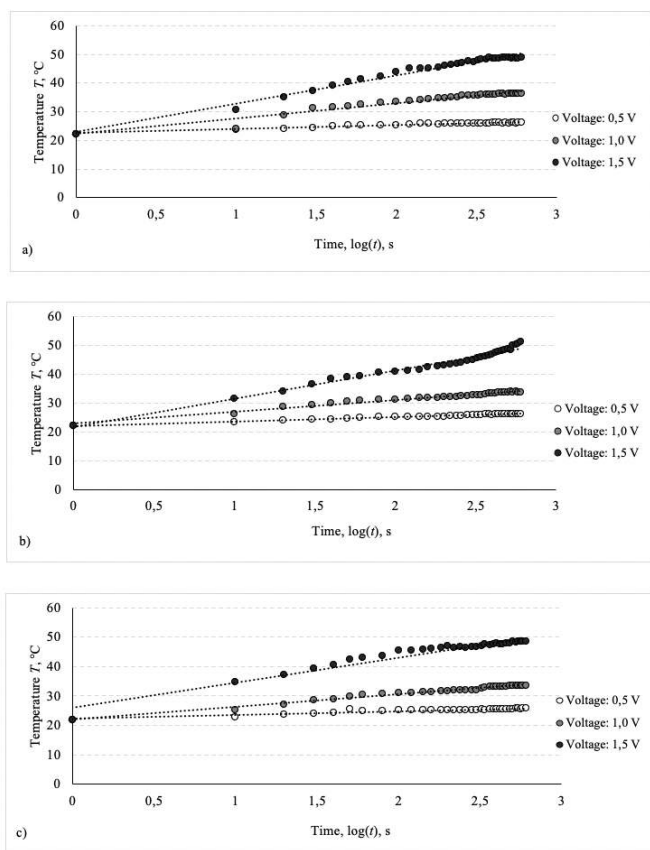 60
50
40
30
20
10
0
Temperature T, °C
0 0,5 1 1,5 2 2,5 3
Time, log(t), s
Voltage: 0,5 V
Voltage: 1,0 V
Voltage: 1,5 V
a)
60
50
40
30
20
10
0
Temperature T, °C
0 0,5 1 1,5 2 2,5 3
Time, log(t), s
Voltage: 0,5 V
Voltage: 1,0 V
Voltage: 1,5 V
b)
60
50
40
30
20
10
0
Temperature T, °C
0 0,5 1 1,5 2 2,5 3
Time, log(t), s
Voltage: 0,5 V
Voltage: 1,0 V
Voltage: 1,5 V
c)